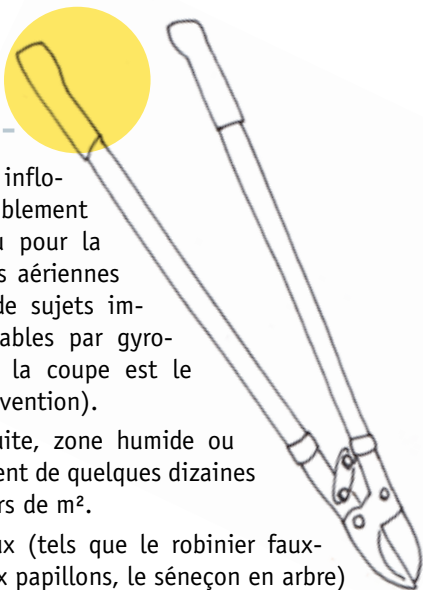 inflo-
blement
u pour la
s aériennes
de sujets im-
ables par gyro-
la coupe est le
vention).
uite, zone humide ou
ent de quelques dizaines
rs de m².
ux (tels que le robinier faux-
x papillons, le séneçon en arbre)